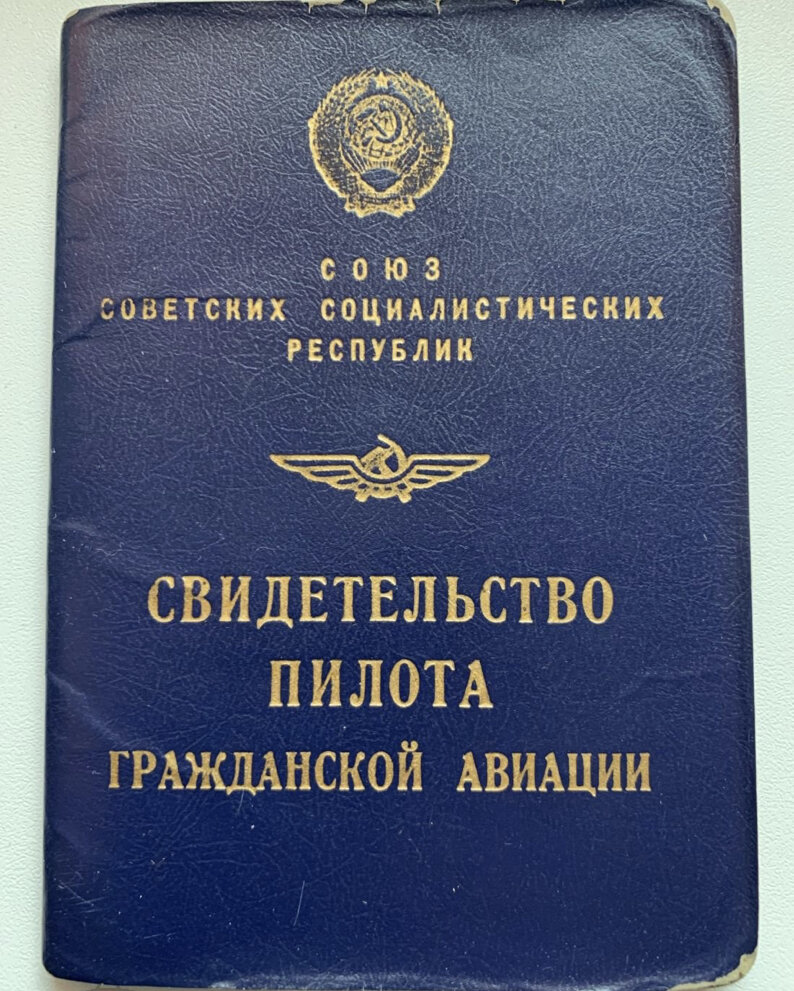 СОЮЗ
СОВЕТСКИХ СОЦИАЛИСТИЧЕСКИХ
РЕСПУБЛИК
СВИДЕТЕЛЬСТВО
ПИЛОТА
ГРАЖДАНСКОЙ АВИАЦИИ